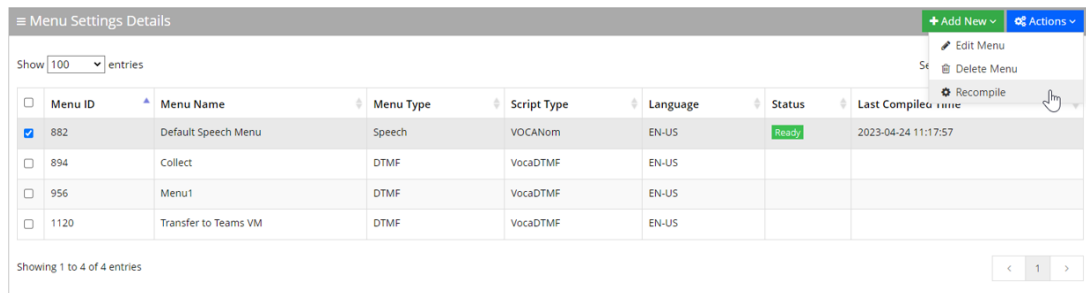 Menu Settings Details
Add New
Actions
Edit Menu
Delete Menu
Recompile
Show 100 entries
Menu ID Menu Name Menu Type Script Type Language Status Last Compiled Time
882 Default Speech Menu Speech VOCANom EN-US Ready 2023-04-24 11:17:57
894 Collect DTMF VocaDTMF EN-US
956 Menu1 DTMF VocaDTMF EN-US
1120 Transfer to Teams VM DTMF VocaDTMF EN-US
Showing 1 to 4 of 4 entries
< 1 >